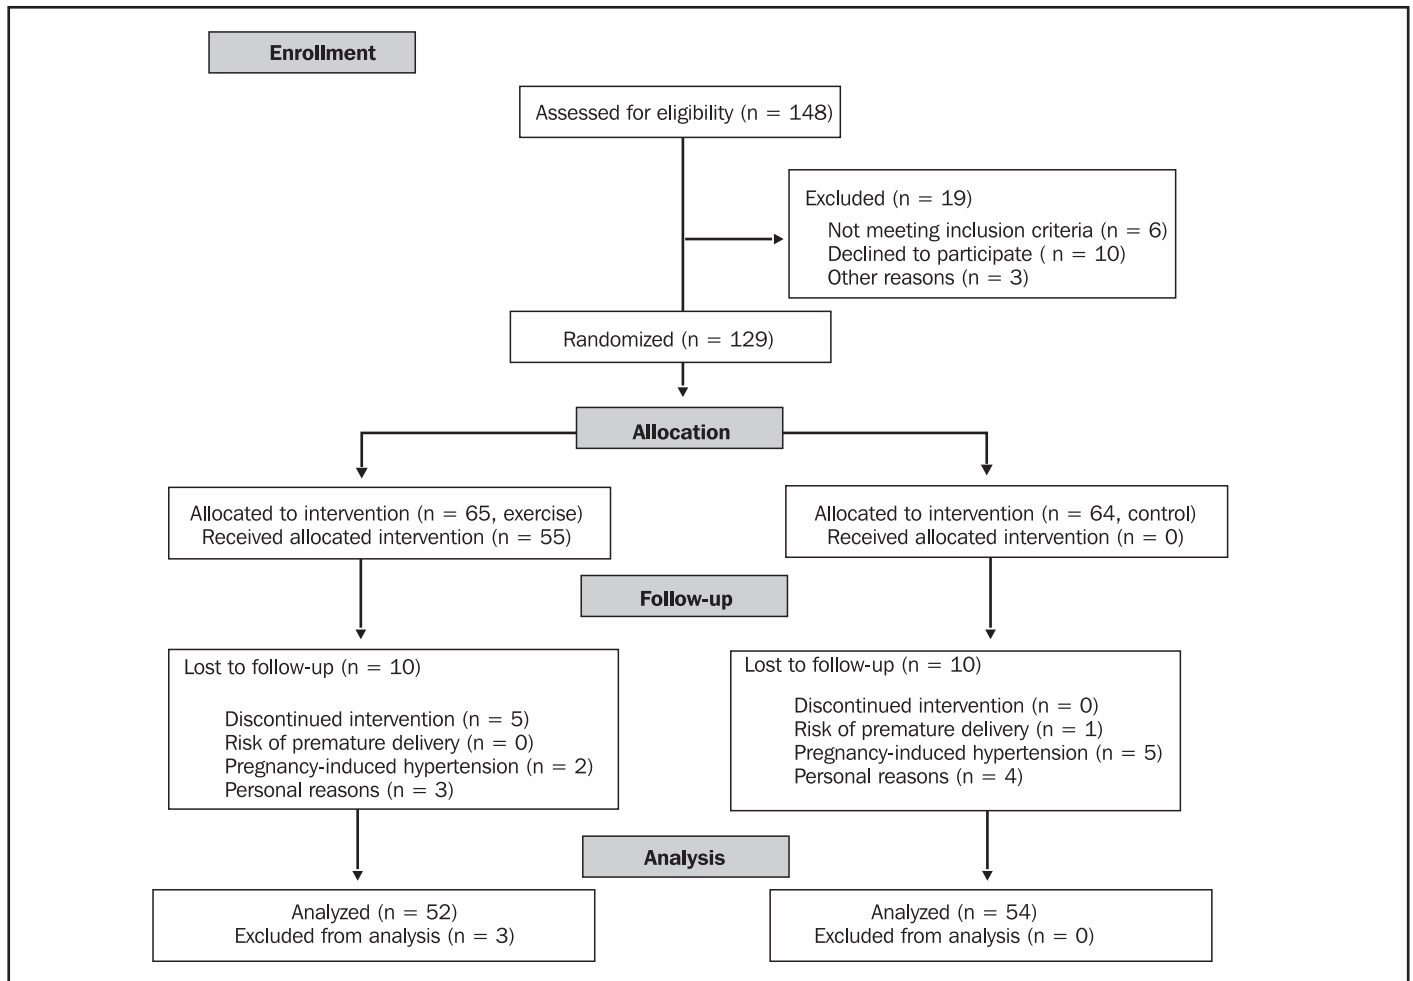 Enrollment
Assessed for eligibility (n = 148)
Excluded (n = 19)
Not meeting inclusion criteria (n = 6)
Declined to participate ( n = 10)
Other reasons (n = 3)
Randomized (n = 129)
Allocation
Allocated to intervention (n = 65, exercise)
Received allocated intervention (n = 55)
Allocated to intervention (n = 64, control)
Received allocated intervention (n = 0)
Follow-up
Lost to follow-up (n = 10)
Discontinued intervention (n = 5)
Risk of premature delivery (n = 0)
Pregnancy-induced hypertension (n = 2)
Personal reasons (n = 3)
Lost to follow-up (n = 10)
Discontinued intervention (n = 0)
Risk of premature delivery (n = 1)
Pregnancy-induced hypertension (n = 5)
Personal reasons (n = 4)
Analysis
Analyzed (n = 52)
Excluded from analysis (n = 3)
Analyzed (n = 54)
Excluded from analysis (n = 0)